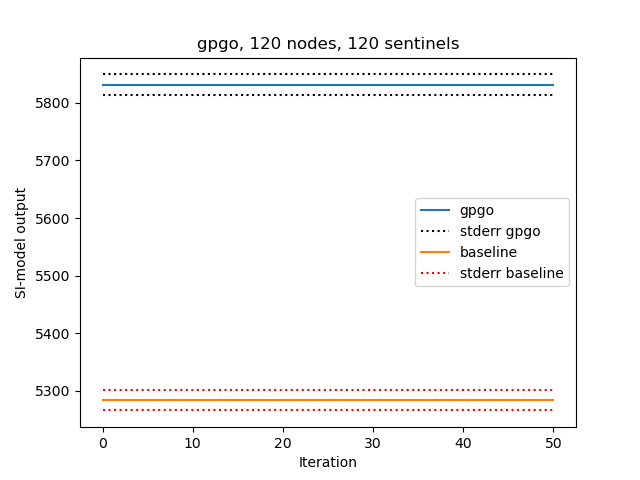 gpgo, 120 nodes, 120 sentinels
SI-model output
5800
5700
5600
5500
5400
5300
gpgo
stderr gpgo
baseline
stderr baseline
0 10 20 30 40 50
Iteration